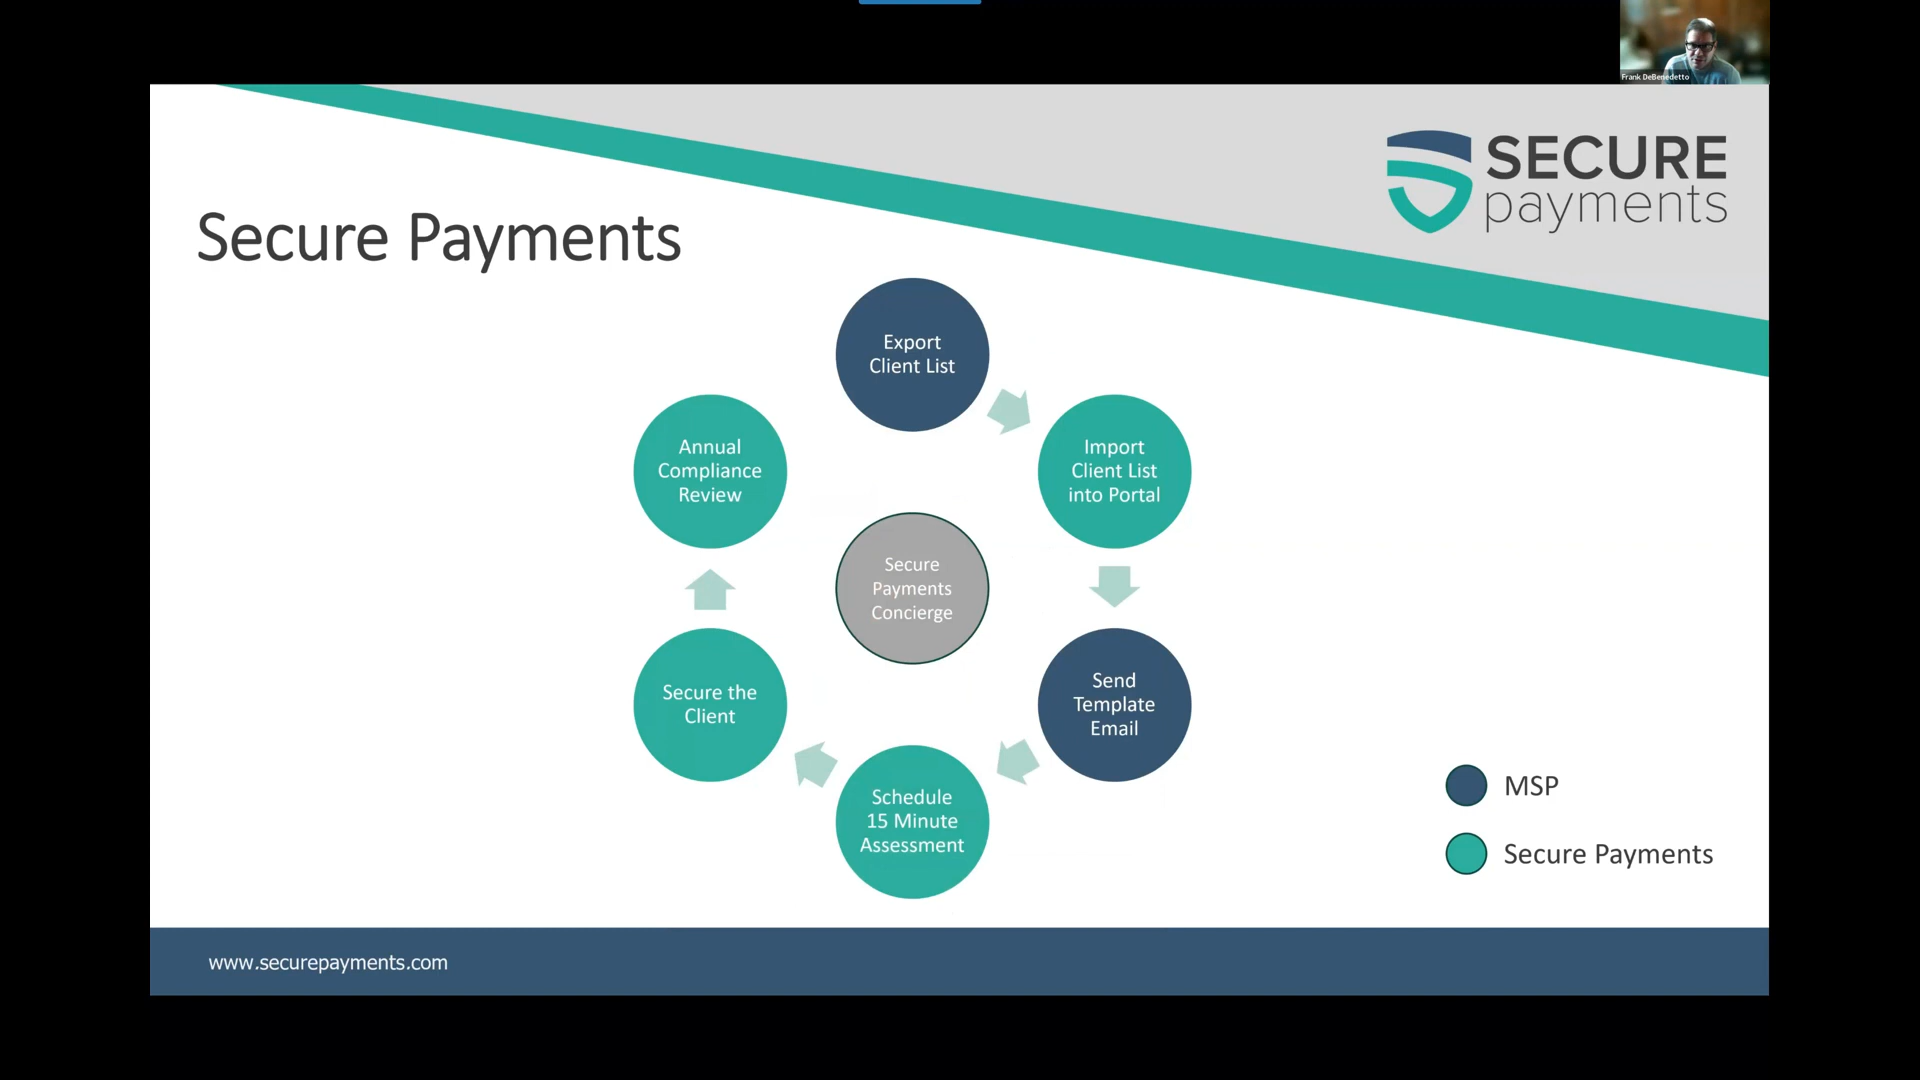 Frank DeBenedetto
SECURE
payments
Secure Payments
Export
Client List
Import
Client List
into Portal
Send
Template
Email
Schedule
15 Minute
Assessment
Secure the
Client
Annual
Compliance
Review
Secure
Payments
Concierge
MSP
Secure Payments
www.securepayments.com